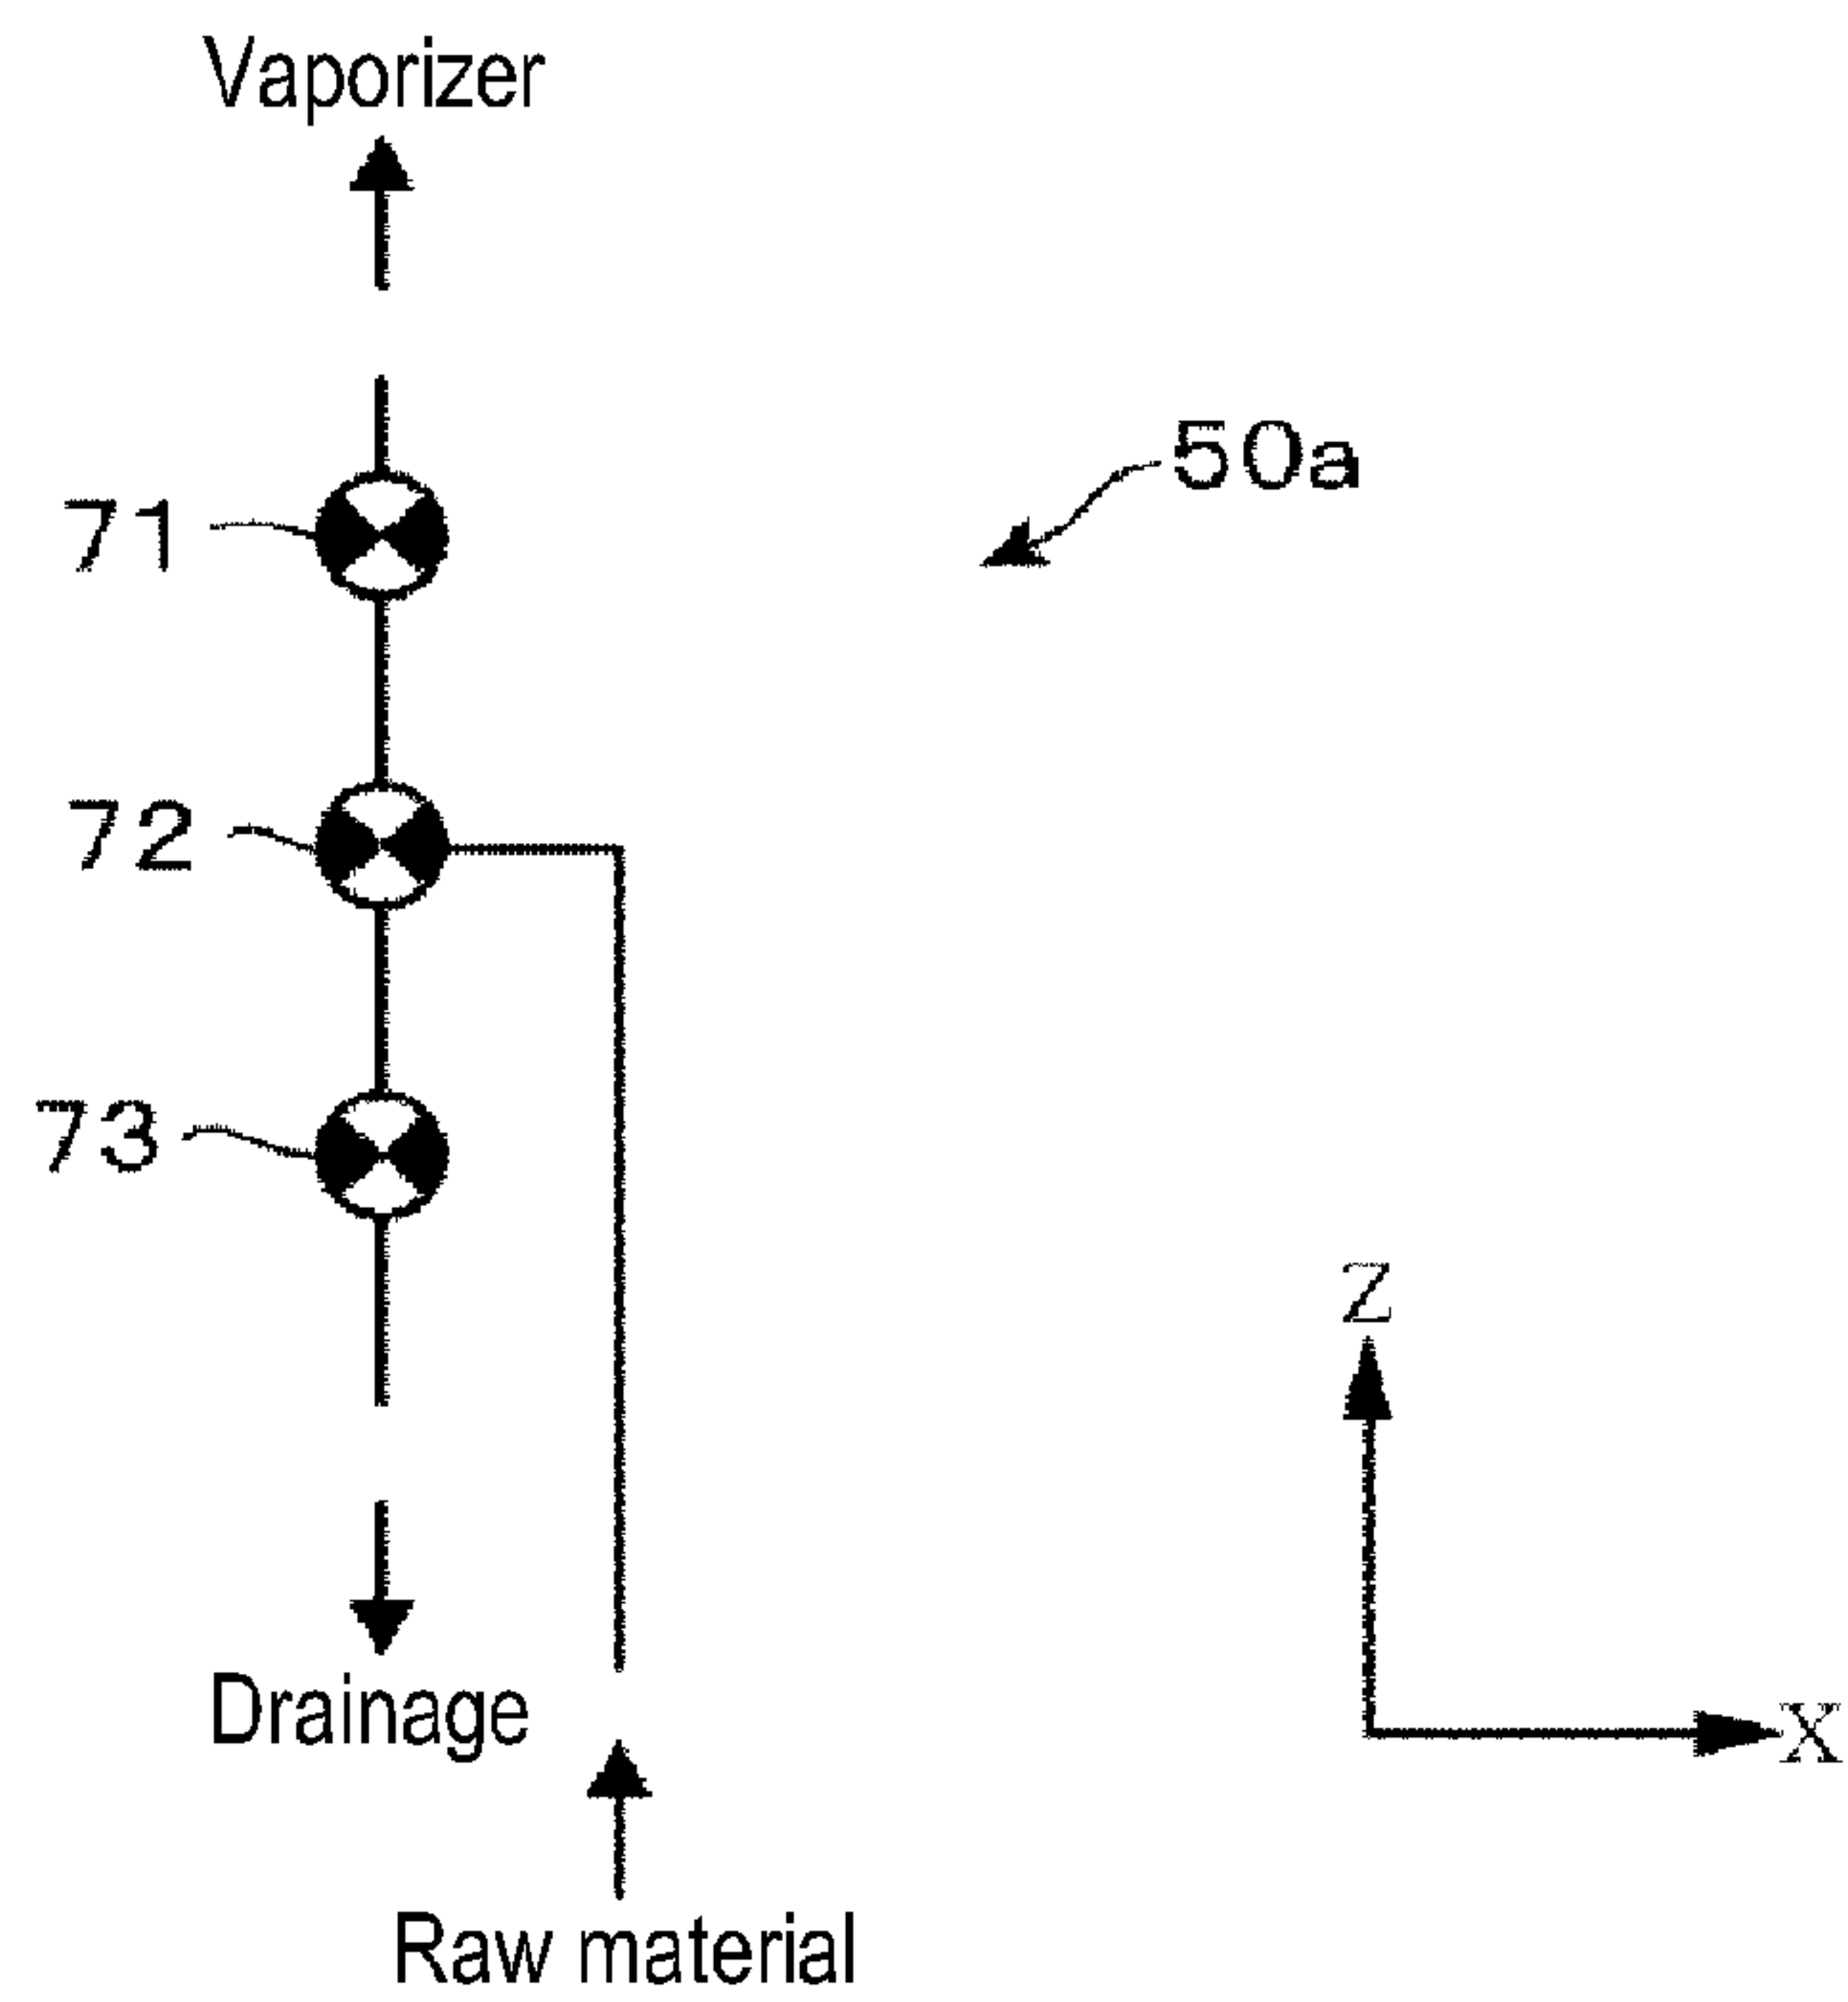 Vaporizer
50a
71
72
73
Z
X
Drainage
Raw material